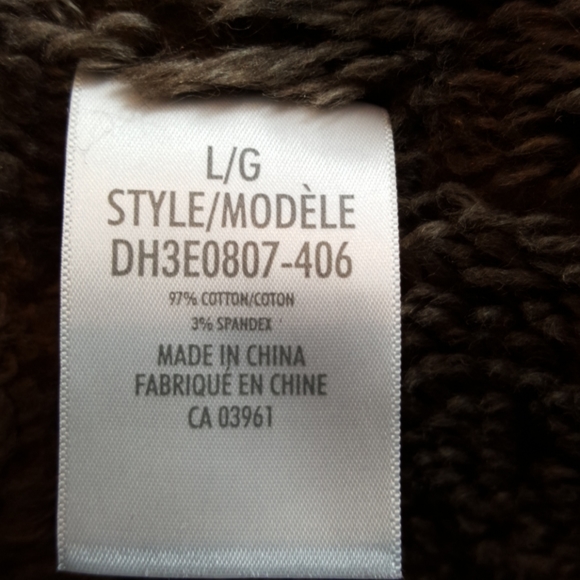 L/G
STYLE/MODÈLE
DH3E0807-406
97% COTTON/COTON
3% SPANDEX
MADE IN CHINA
FABRIQUÉ EN CHINE
CA 03961